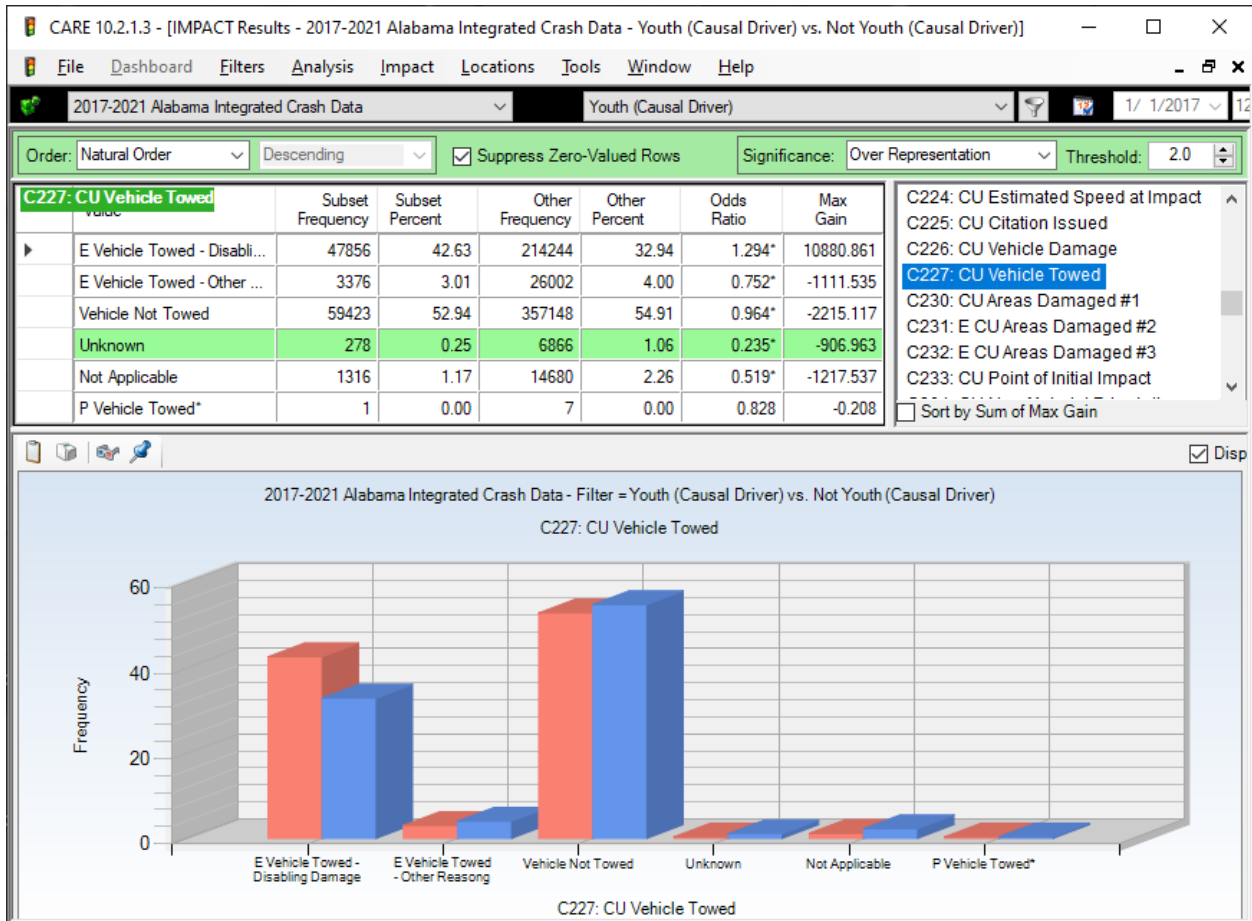 CARE 10.2.1.3 - [IMPACT Results - 2017-2021 Alabama Integrated Crash Data - Youth (Causal Driver) vs. Not Youth (Causal Driver)]
File Dashboard Filters Analysis Impact Locations Tools Window Help
2017-2021 Alabama Integrated Crash Data Youth (Causal Driver) 1/ 1/2017 12
Order: Natural Order Descending Suppress Zero-Valued Rows Significance: Over Representation Threshold: 2.0
C227: CU Vehicle Towed
Subset Frequency Subset Percent Other Frequency Other Percent Odds Ratio Max Gain
E Vehicle Towed - Disabli... 47856 42.63 214244 32.94 1.294* 10880.861
E Vehicle Towed - Other ... 3376 3.01 26002 4.00 0.752* -1111.535
Vehicle Not Towed 59423 52.94 357148 54.91 0.964* -2215.117
Unknown 278 0.25 6866 1.06 0.235* -906.963
Not Applicable 1316 1.17 14680 2.26 0.519* -1217.537
P Vehicle Towed* 1 0.00 7 0.00 0.828 -0.208
C224: CU Estimated Speed at Impact
C225: CU Citation Issued
C226: CU Vehicle Damage
C227: CU Vehicle Towed
C230: CU Areas Damaged #1
C231: E CU Areas Damaged #2
C232: E CU Areas Damaged #3
C233: CU Point of Initial Impact
Sort by Sum of Max Gain
Disp
2017-2021 Alabama Integrated Crash Data - Filter = Youth (Causal Driver) vs. Not Youth (Causal Driver)
C227: CU Vehicle Towed
60
40
20
0
Frequency
E Vehicle Towed -
Disabling Damage
E Vehicle Towed
- Other Reasong
Vehicle Not Towed
Unknown
Not Applicable
P Vehicle Towed*
C227: CU Vehicle Towed